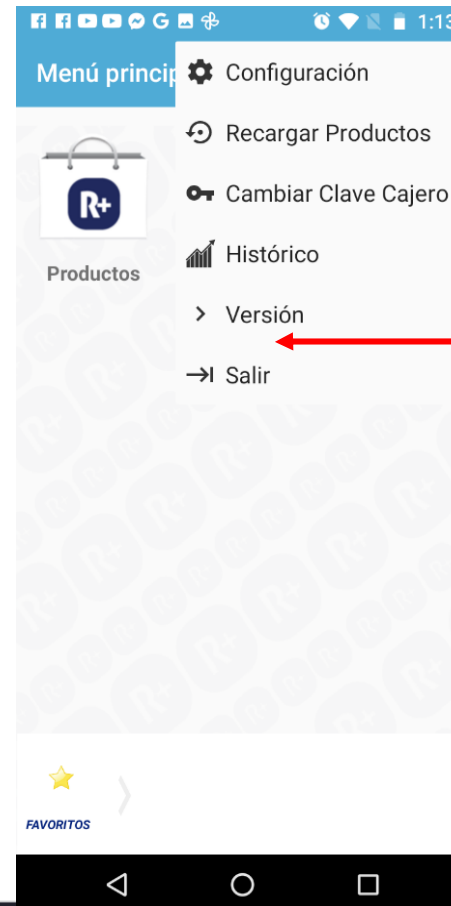 1:13
Menú princip
Configuración
Recargar Productos
Cambiar Clave Cajero
Histórico
Versión
Salir
R+
Productos
FAVORITOS